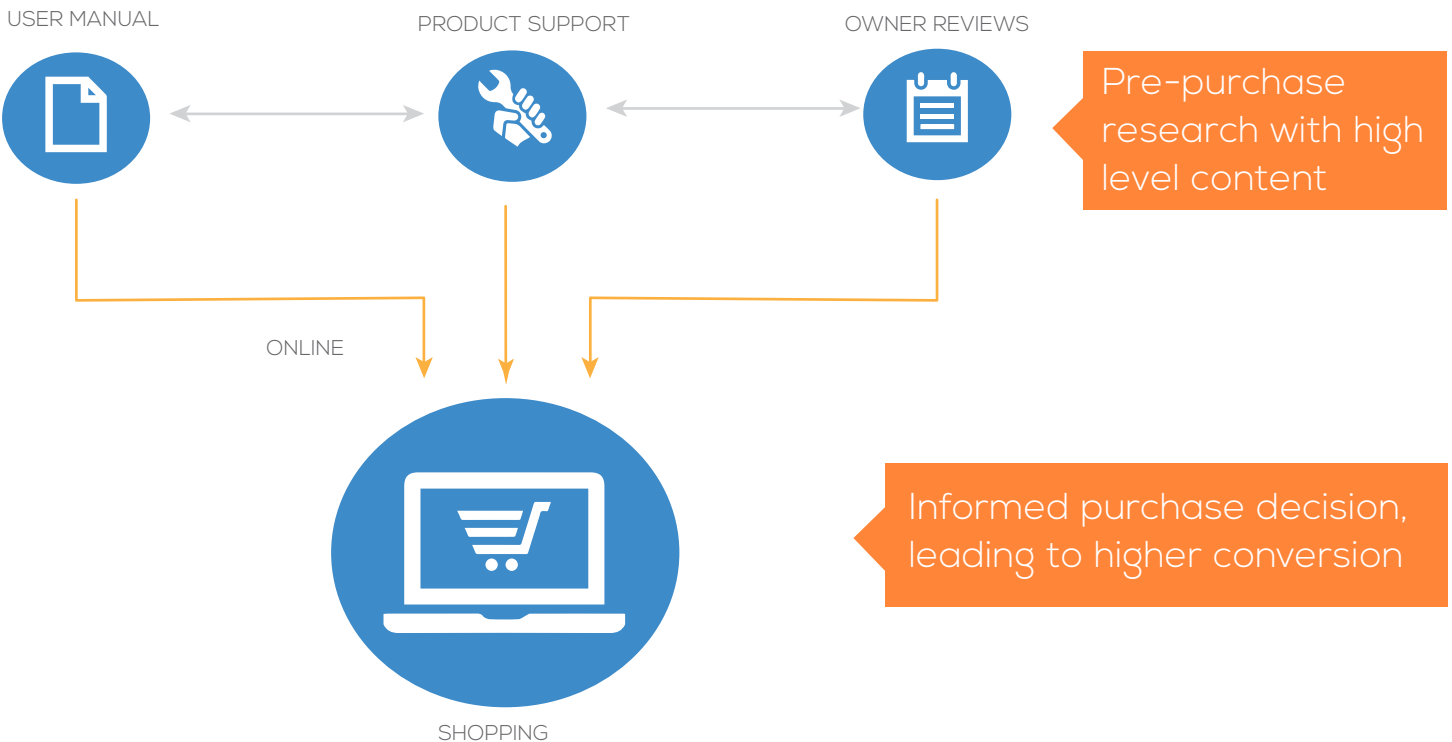 USER MANUAL
PRODUCT SUPPORT
OWNER REVIEWS
Pre-purchase
research with high
level content
ONLINE
Informed purchase decision,
leading to higher conversion
SHOPPING